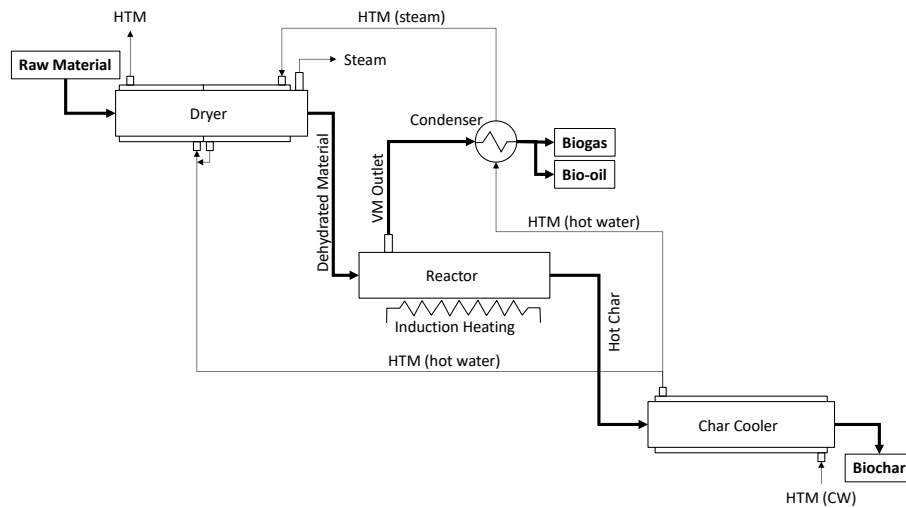 HTM
HTM (steam)
Raw Material
Steam
Dryer
Condenser
Biogas
Bio-oil
Dehydrated Material
VM Outlet
HTM (hot water)
Reactor
Induction Heating
Hot Char
HTM (hot water)
Char Cooler
Biochar
HTM (CW)